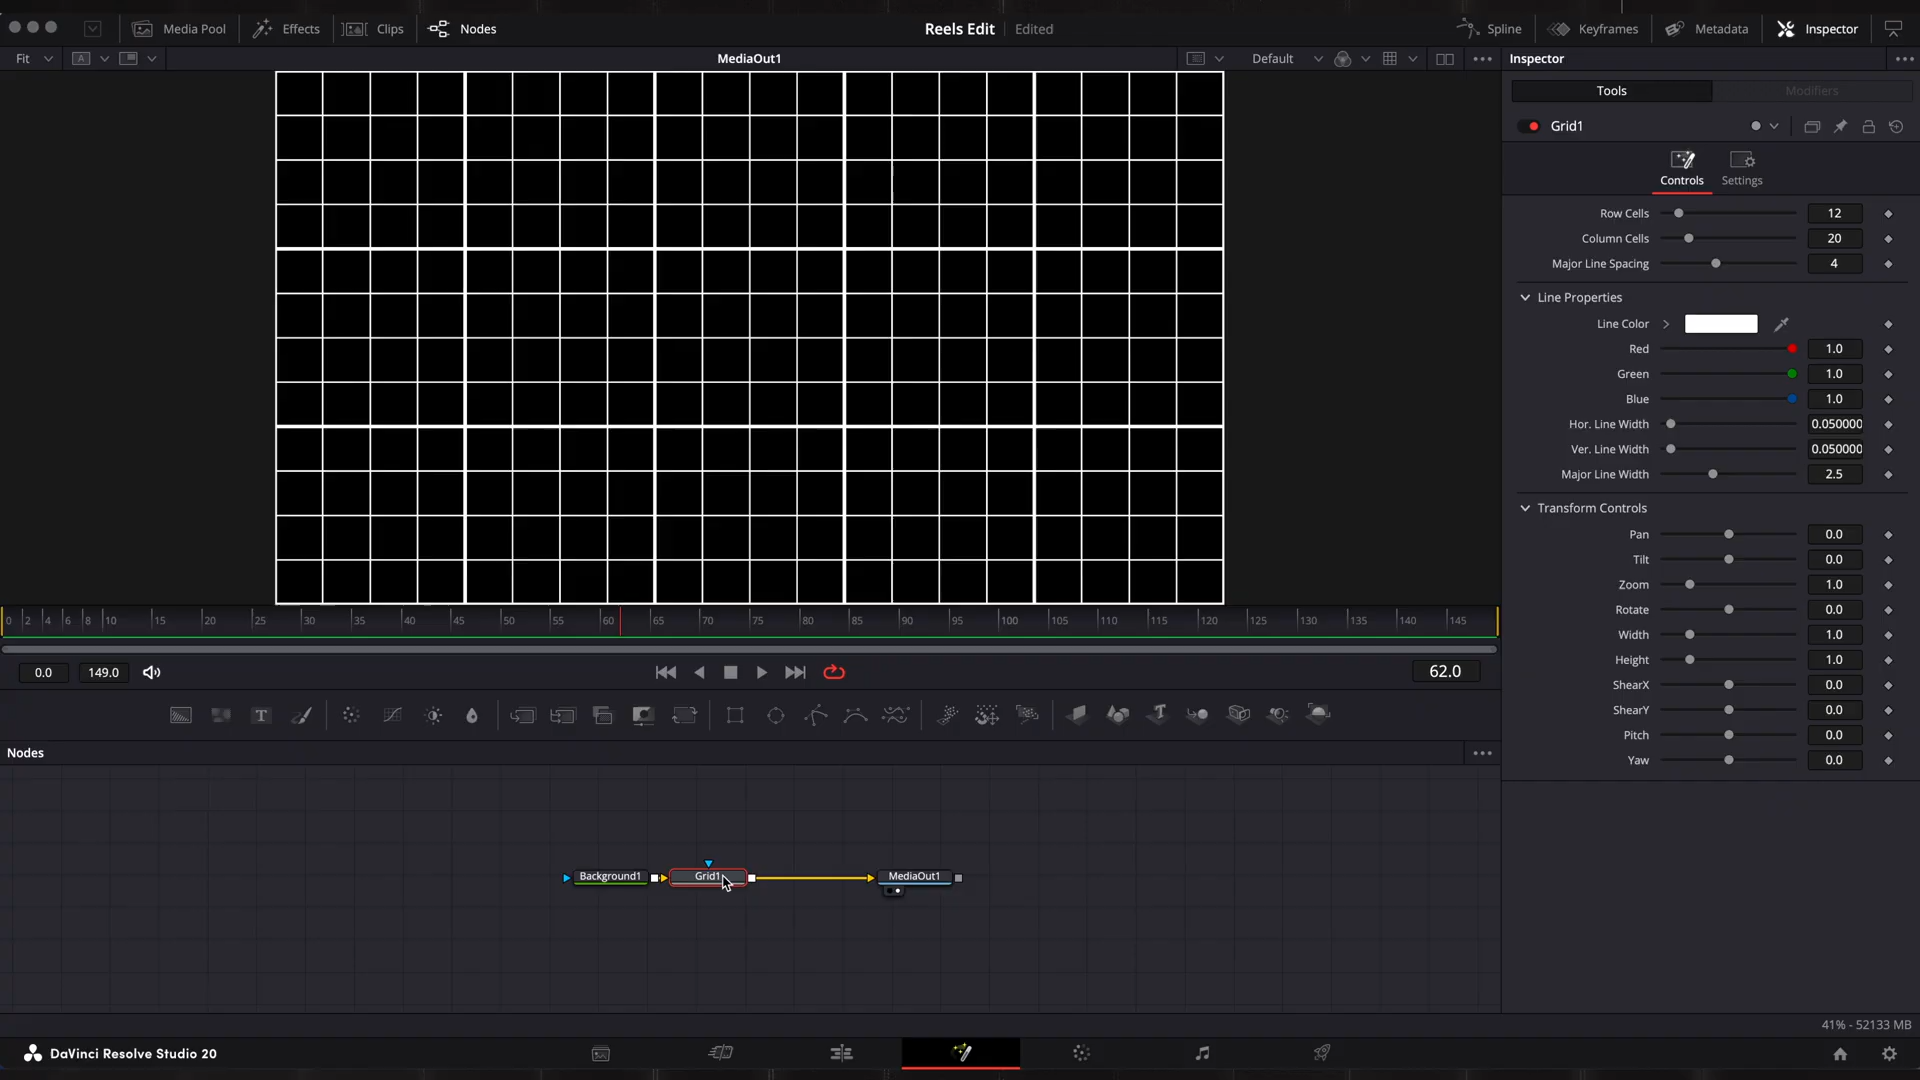 Media Pool Effects Clips Nodes Reels Edit Edited Spline Keyframes Metadata Inspector
Fit A MediaOut1 Default Inspector
Tools Modifiers
Grid1
Controls Settings
Row Cells 12
Column Cells 20
Major Line Spacing 4
Line Properties
Line Color
Red 1.0
Green 1.0
Blue 1.0
Hor. Line Width 0.050000
Ver. Line Width 0.050000
Major Line Width 2.5
Transform Controls
Pan 0.0
Tilt 0.0
Zoom 1.0
Rotate 0.0
Width 1.0
Height 1.0
ShearX 0.0
ShearY 0.0
Pitch 0.0
Yaw 0.0
0 2 4 6 8 10 15 20 25 30 35 40 45 50 55 60 65 70 75 80 85 90 95 100 105 110 115 120 125 130 135 140 145
0.0 149.0 62.0
T
Nodes
Background1 Grid1 MediaOut1
41% - 52133 MB
DaVinci Resolve Studio 20